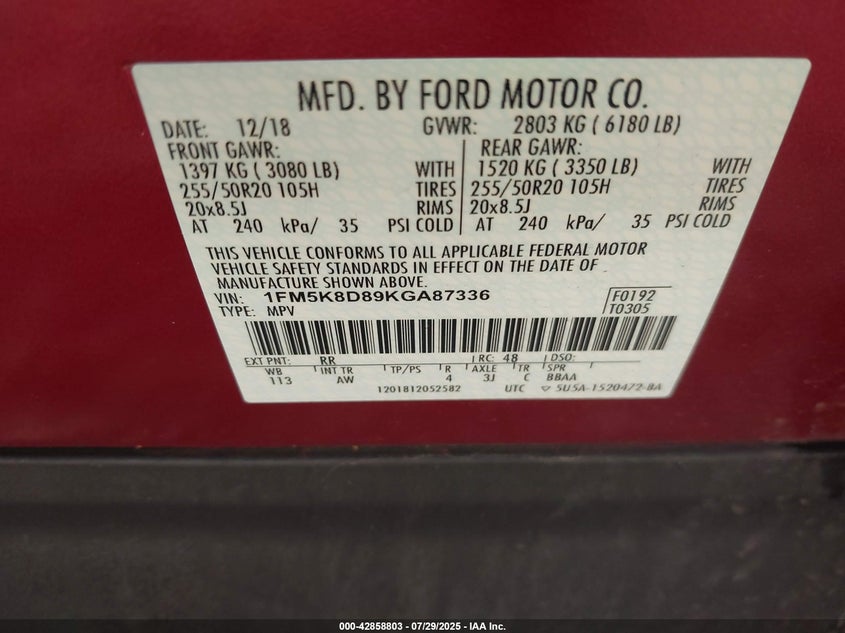 MFD. BY FORD MOTOR CO.
DATE: 12/18 GVWR: 2803 KG ( 6180 LB)
FRONT GAWR: REAR GAWR:
1397 KG ( 3080 LB) WITH 1520 KG ( 3350 LB) WITH
255/50R20 105H TIRES 255/50R20 105H TIRES
20x8.5J RIMS 20x8.5J RIMS
AT 240 kPa/ 35 PSI COLD AT 240 kPa/ 35 PSI COLD
THIS VEHICLE CONFORMS TO ALL APPLICABLE FEDERAL MOTOR
VEHICLE SAFETY STANDARDS IN EFFECT ON THE DATE OF
MANUFACTURE SHOWN ABOVE.
VIN: 1FM5K8D89KGA87336 F0192
TYPE: MPV T0305
EXT PNT: RR RC: 48 DSO:
WB INT TR TP/PS R AXLE TR SPR
113 AW 4 3J C BBAA
1201812052582 UTC ▽ 5U5A-1520472-BA
000-42858803 / 07/29/2025 - IAA Inc.